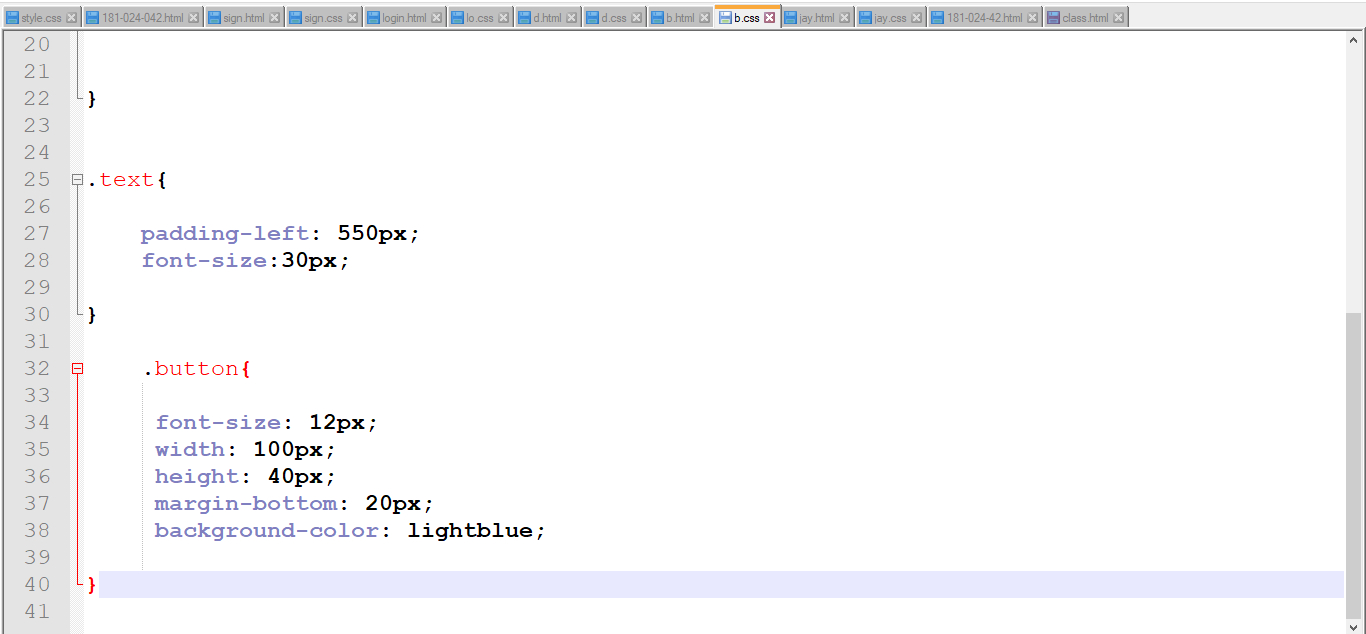 style.css 181-024-042.html sign.html sign.css login.html lo.css d.html d.css b.html b.css jay.html jay.css 181-024-42.html class.html
20
21
22 }
23
24
25 .text{
26
27 padding-left: 550px;
28 font-size:30px;
29
30 }
31
32 .button{
33
34 font-size: 12px;
35 width: 100px;
36 height: 40px;
37 margin-bottom: 20px;
38 background-color: lightblue;
39
40 }
41